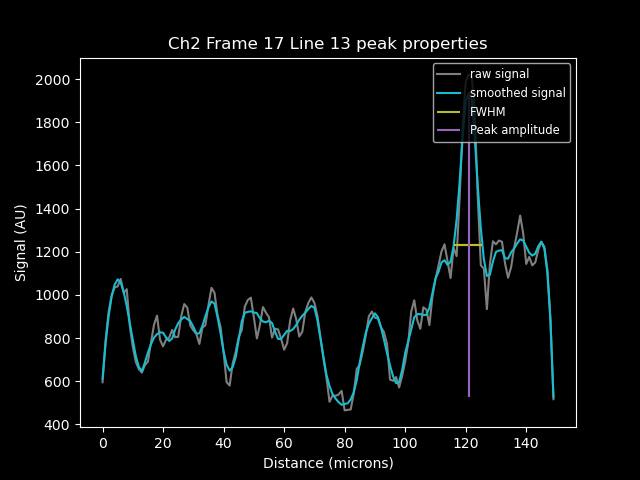 Ch2 Frame 17 Line 13 peak properties
raw signal
smoothed signal
FWHM
Peak amplitude
Signal (AU)
2000
1800
1600
1400
1200
1000
800
600
400
0 20 40 60 80 100 120 140
Distance (microns)